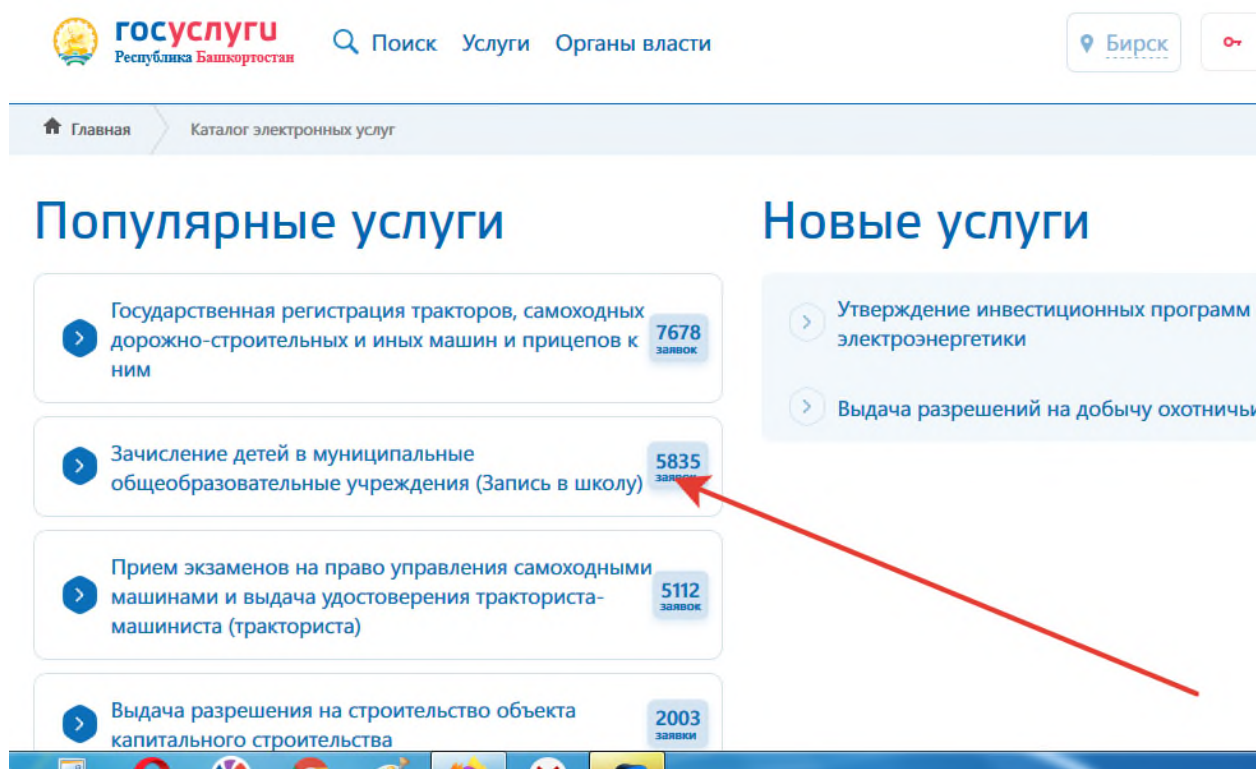 госуслуги
Республика Башкортостан
Поиск Услуги Органы власти
Бирск
Главная
Каталог электронных услуг
Популярные услуги
Государственная регистрация тракторов, самоходных
дорожно-строительных и иных машин и прицепов к
ним
7678
заявок
Зачисление детей в муниципальные
общеобразовательные учреждения (Запись в школу)
5835
заявок
Прием экзаменов на право управления самоходными
машинами и выдача удостоверения тракториста-
машиниста (тракториста)
5112
заявок
Выдача разрешения на строительство объекта
капитального строительства
2003
заявки
Новые услуги
Утверждение инвестиционных программ
электроэнергетики
Выдача разрешений на добычу охотничьи